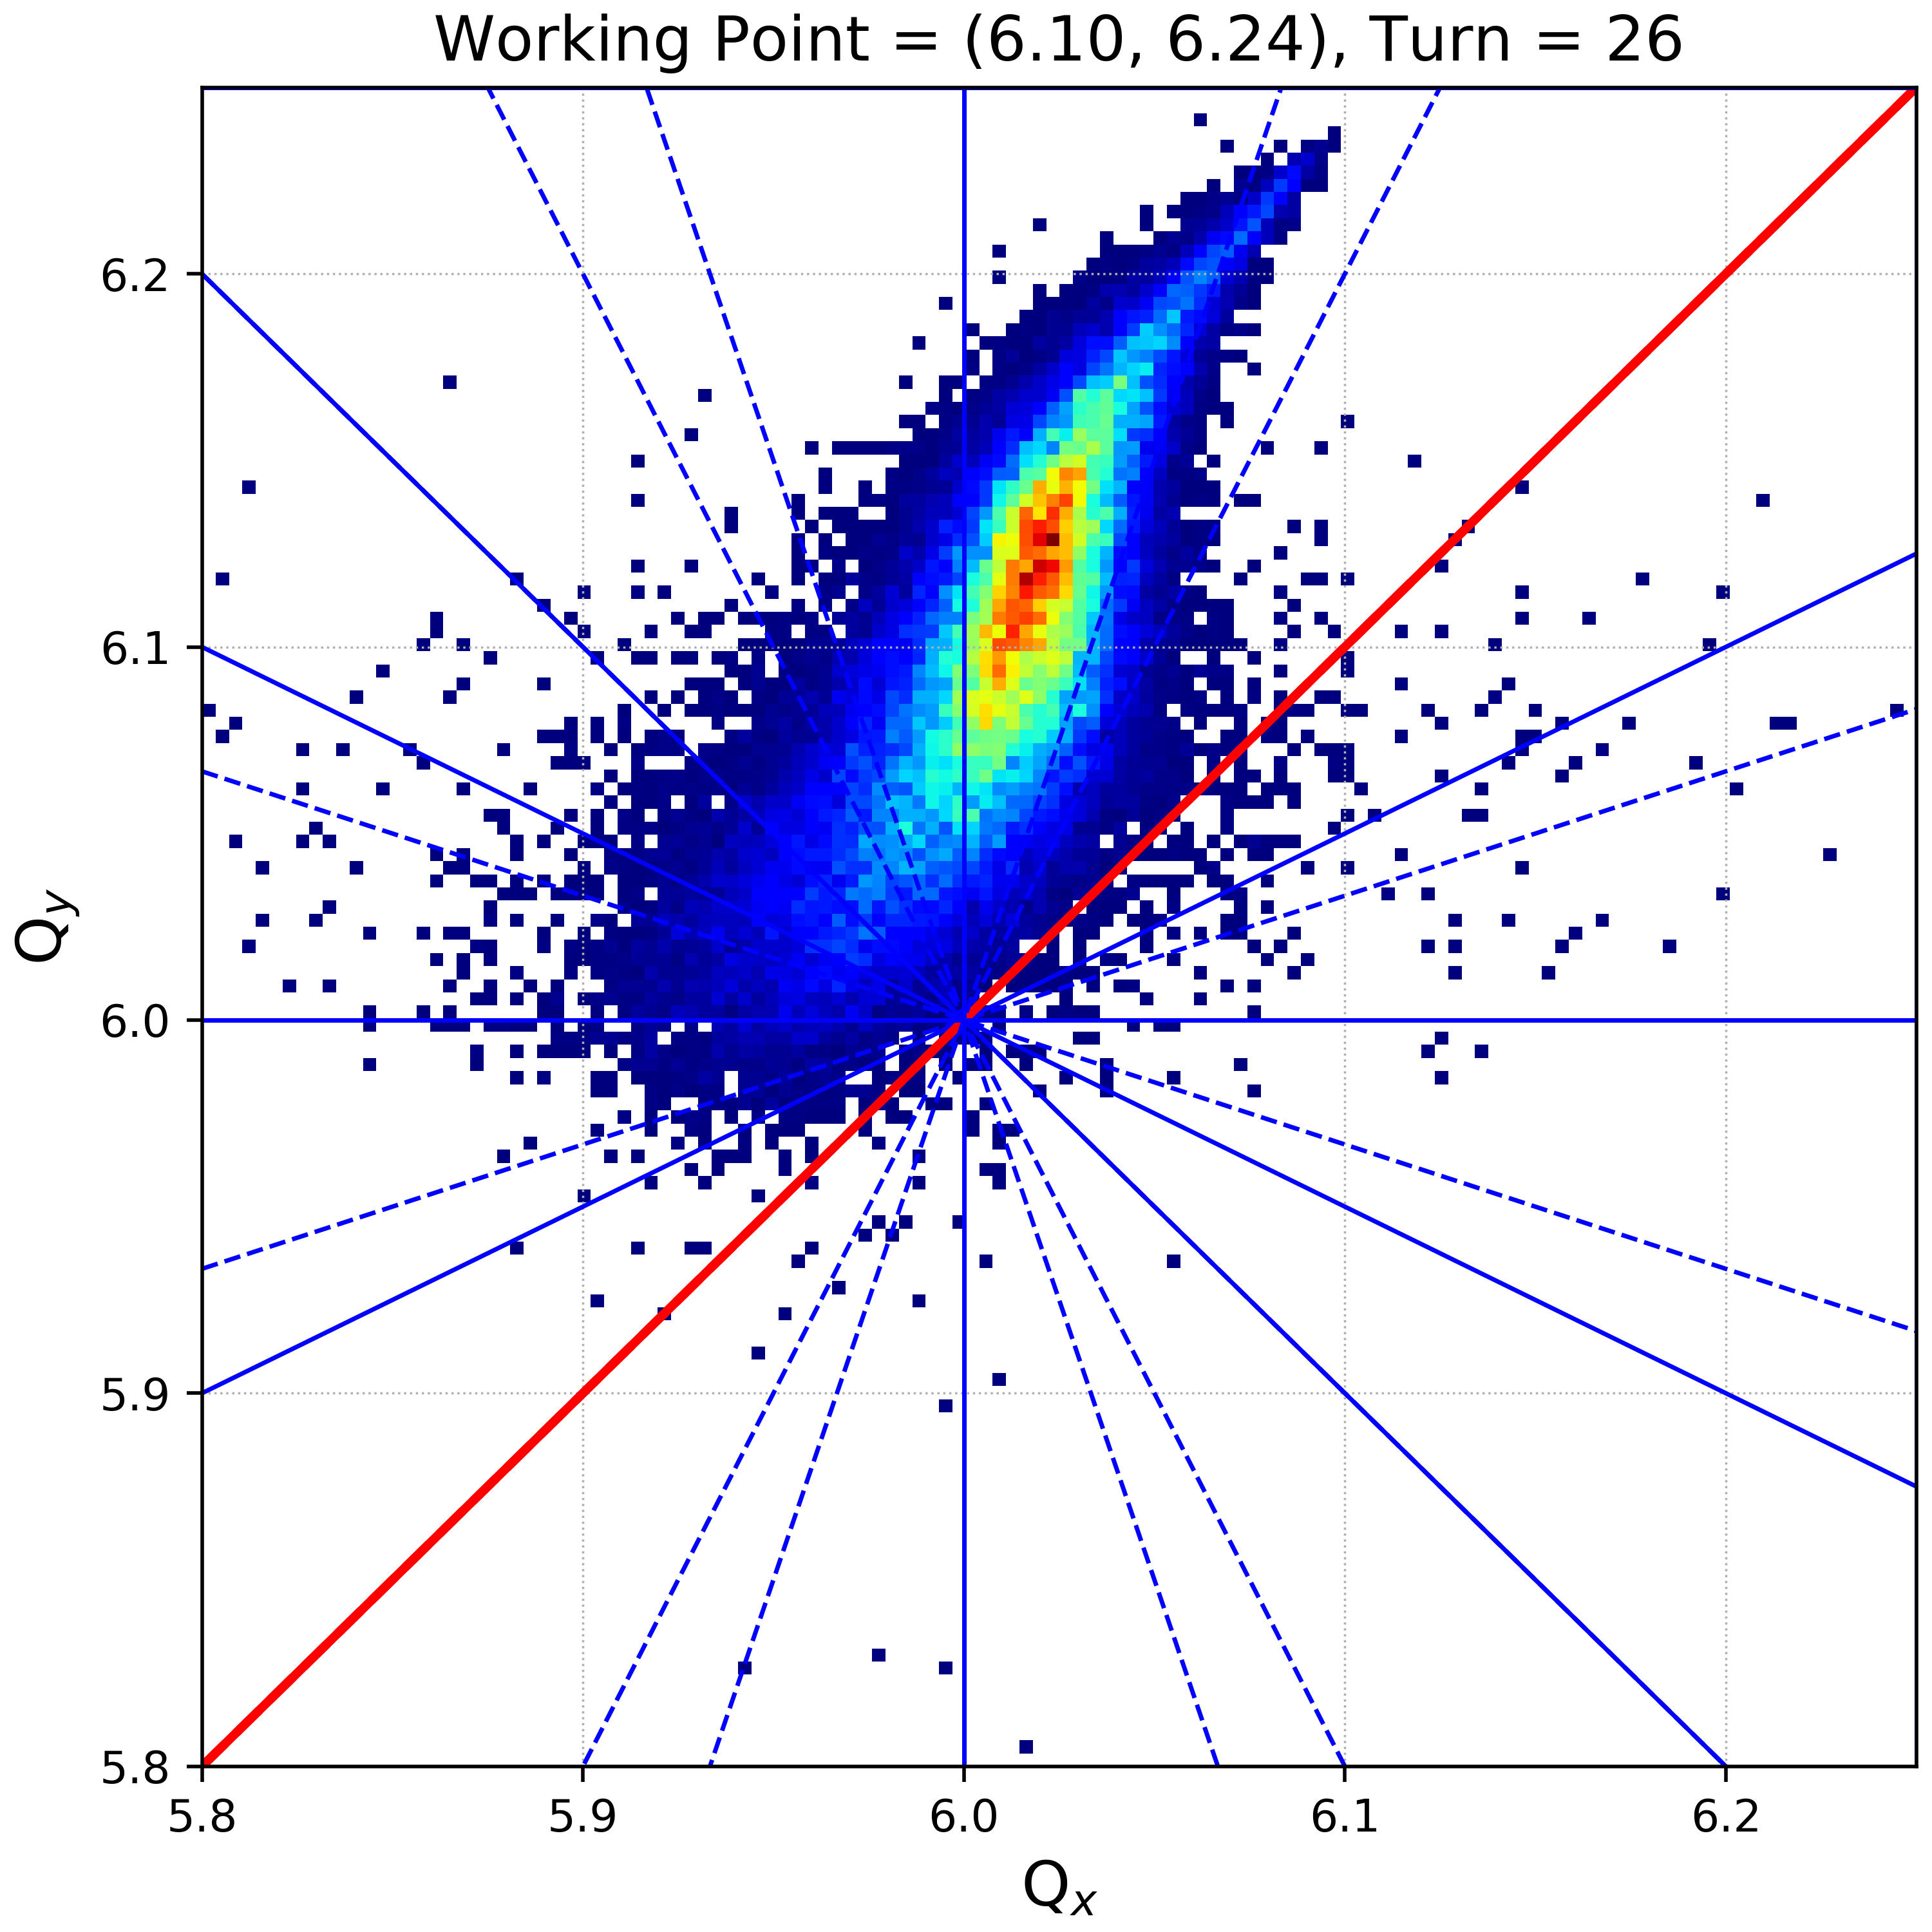 Working Point = (6.10, 6.24), Turn = 26
6.2
6.1
6.0
5.9
5.8
Qy
5.8 5.9 6.0 6.1 6.2
Qx